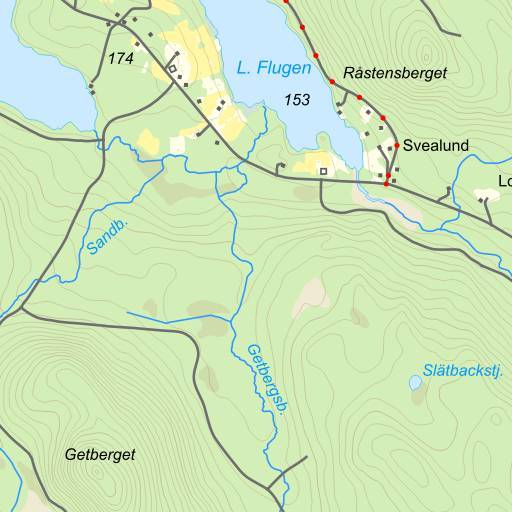 174
L. Flugen
Råstensberget
153
Svealund
Lo
Sandb.
Getbergsb.
Slätbackstj.
Getberget